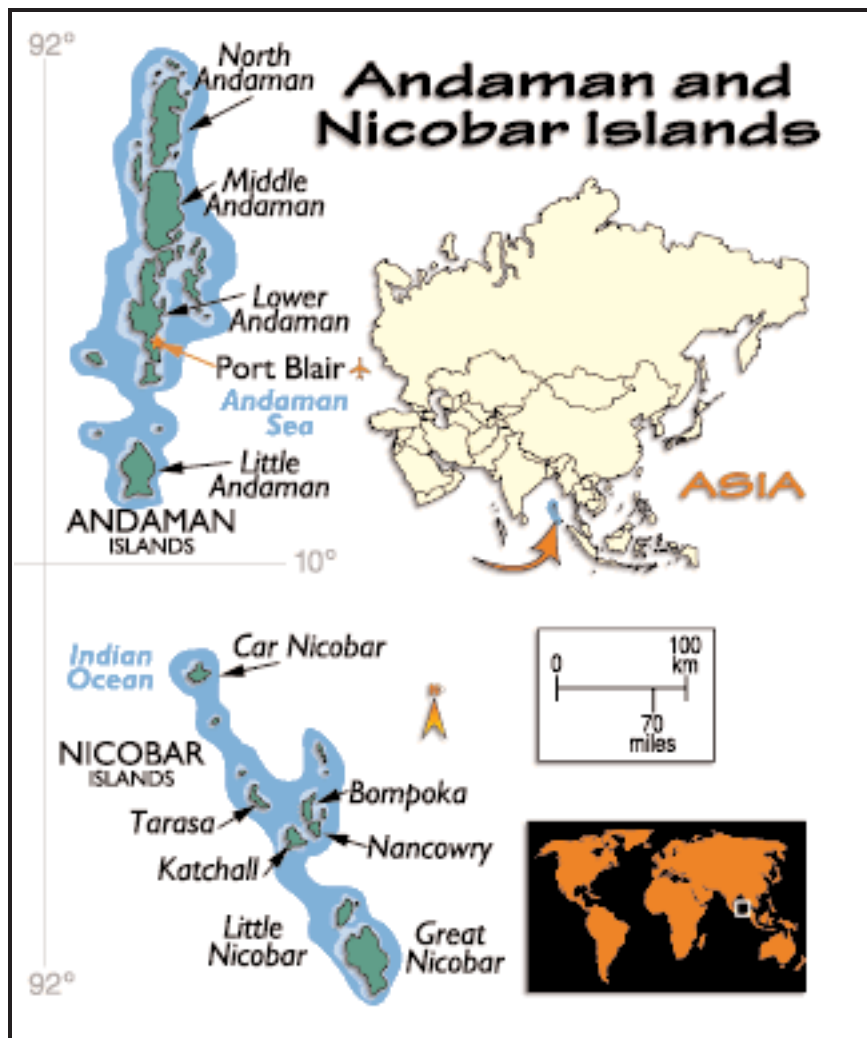 92°
Andaman and
Nicobar Islands
North
Andaman
Middle
Andaman
Lower
Andaman
Port Blair
Andaman
Sea
Little
Andaman
ANDAMAN
ISLANDS
ASIA
10°
Indian
Ocean
Car Nicobar
NICOBAR
ISLANDS
Tarasa
Bompoka
Katchall
Nancowry
Little
Nicobar
Great
Nicobar
92°
0
100
km
70
miles